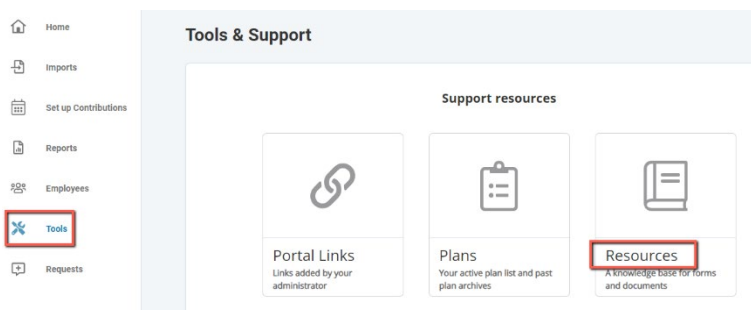 Home
Imports
Set up Contributions
Reports
Employees
Tools
Requests
Tools & Support
Support resources
Portal Links
Links added by your
administrator
Plans
Your active plan list and past
plan archives
Resources
A knowledge base for forms
and documents